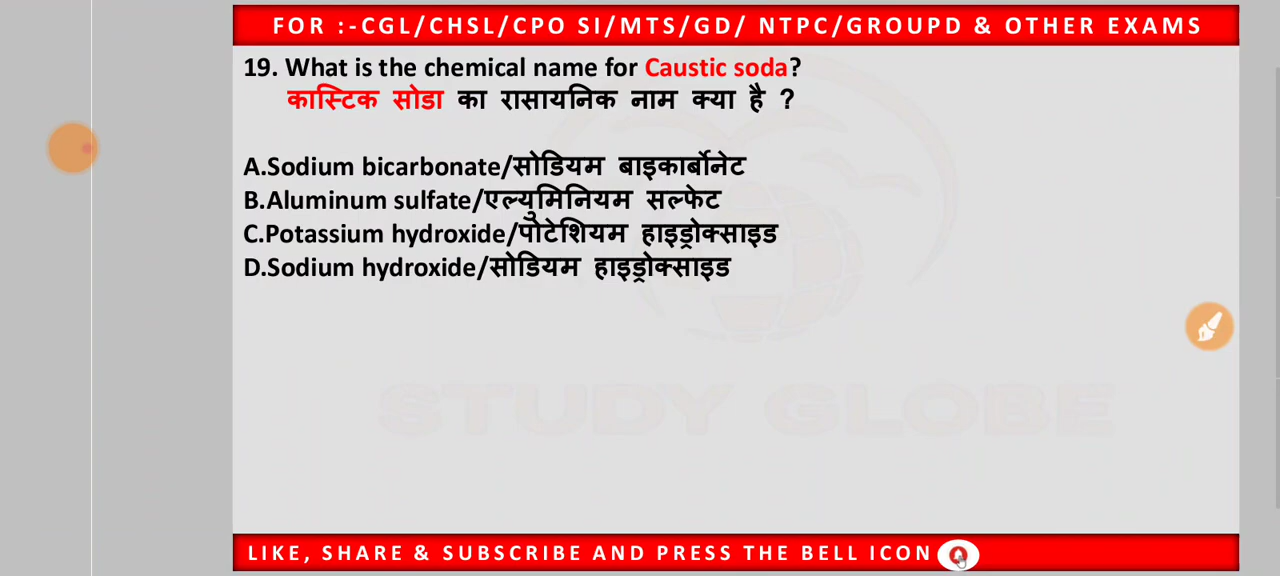 FOR :-CGL/CHSL/CPO SI/MTS/GD/ NTPC/GROUPD & OTHER EXAMS
19. What is the chemical name for Caustic soda?
कास्टिक सोडा का रासायनिक नाम क्या है ?
A.Sodium bicarbonate/सोडियम बाइकार्बोनेट
B.Aluminum sulfate/एल्युमिनियम सल्फेट
C.Potassium hydroxide/पोटेशियम हाइड्रोक्साइड
D.Sodium hydroxide/सोडियम हाइड्रोक्साइड
STUDY GLOBE
LIKE, SHARE & SUBSCRIBE AND PRESS THE BELL ICON